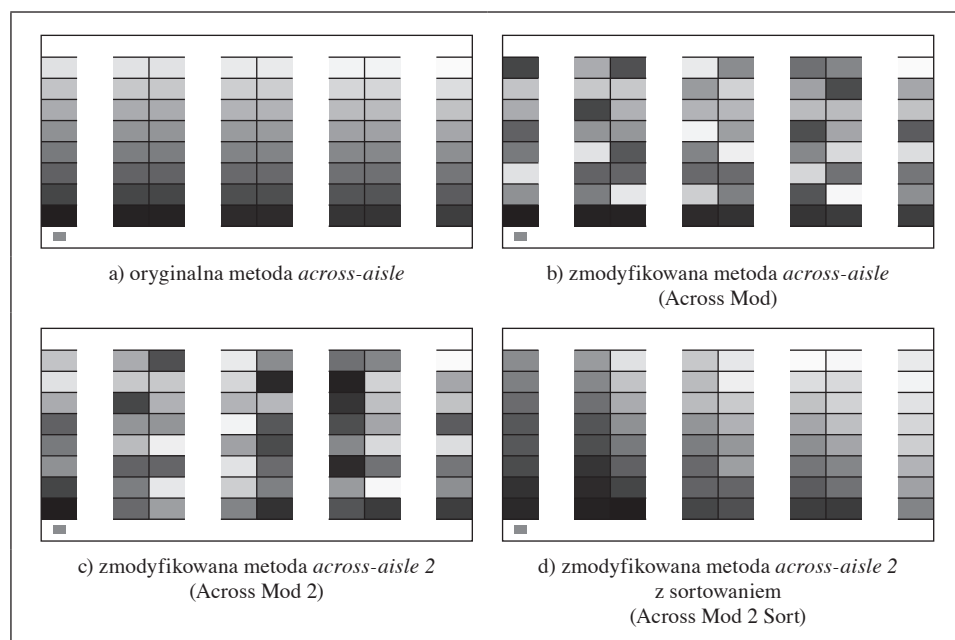 a) oryginalna metoda across-aisle
b) zmodyfikowana metoda across-aisle
(Across Mod)
c) zmodyfikowana metoda across-aisle 2
(Across Mod 2)
d) zmodyfikowana metoda across-aisle 2
z sortowaniem
(Across Mod 2 Sort)